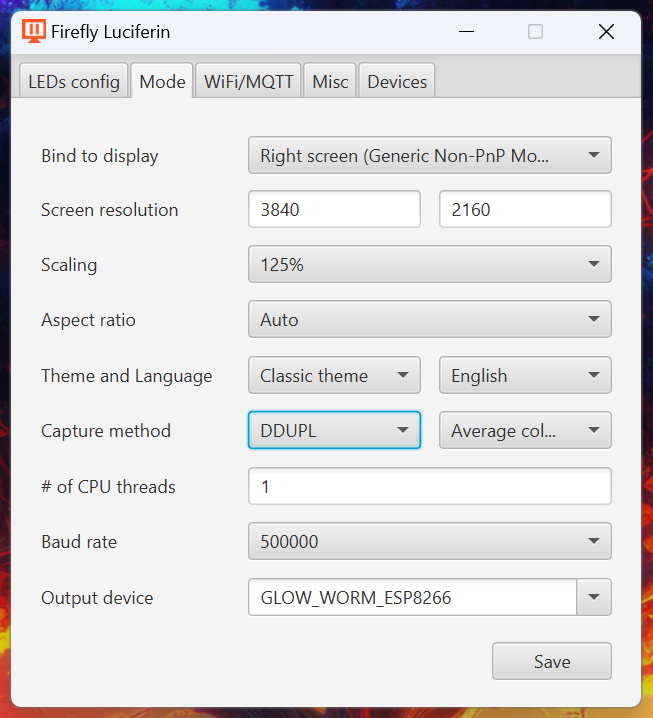 Firefly Luciferin
LEDs config Mode WiFi/MQTT Misc Devices
Bind to display Right screen (Generic Non-PnP Mo...
Screen resolution 3840 2160
Scaling 125%
Aspect ratio Auto
Theme and Language Classic theme English
Capture method DDUPL Average col...
# of CPU threads 1
Baud rate 500000
Output device GLOW_WORM_ESP8266
Save